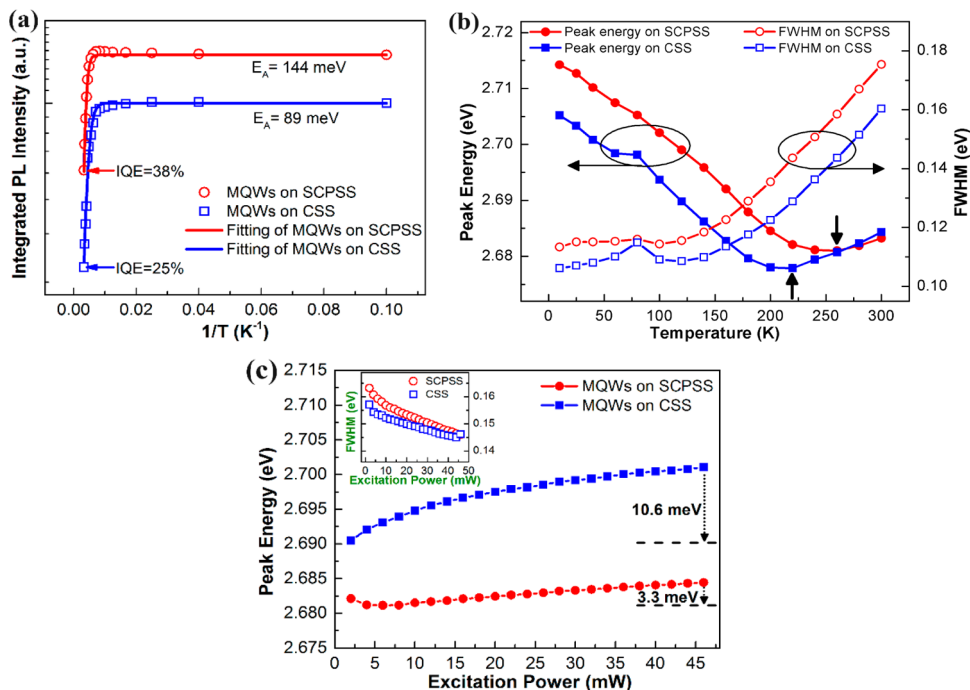 (a)
Integrated PL Intensity (a.u.)
E_A= 144 meV
E_A= 89 meV
IQE=38%
MQWs on SCPSS
MQWs on CSS
Fitting of MQWs on SCPSS
Fitting of MQWs on CSS
IQE=25%
0.00 0.02 0.04 0.06 0.08 0.10
1/T (K⁻¹)
(b)
Peak energy on SCPSS FWHM on SCPSS
Peak energy on CSS FWHM on CSS
Peak Energy (eV)
2.72
2.71
2.70
2.69
2.68
FWHM (eV)
0.18
0.16
0.14
0.12
0.10
0 50 100 150 200 250 300
Temperature (K)
(c)
Peak Energy (eV)
2.715
2.710
2.705
2.700
2.695
2.690
2.685
2.680
2.675
SCPSS
CSS
FWHM (eV)
0.16
0.15
0.14
0 10 20 30 40 50
Excitation Power (mW)
MQWs on SCPSS
MQWs on CSS
10.6 meV
3.3 meV
0 5 10 15 20 25 30 35 40 45
Excitation Power (mW)